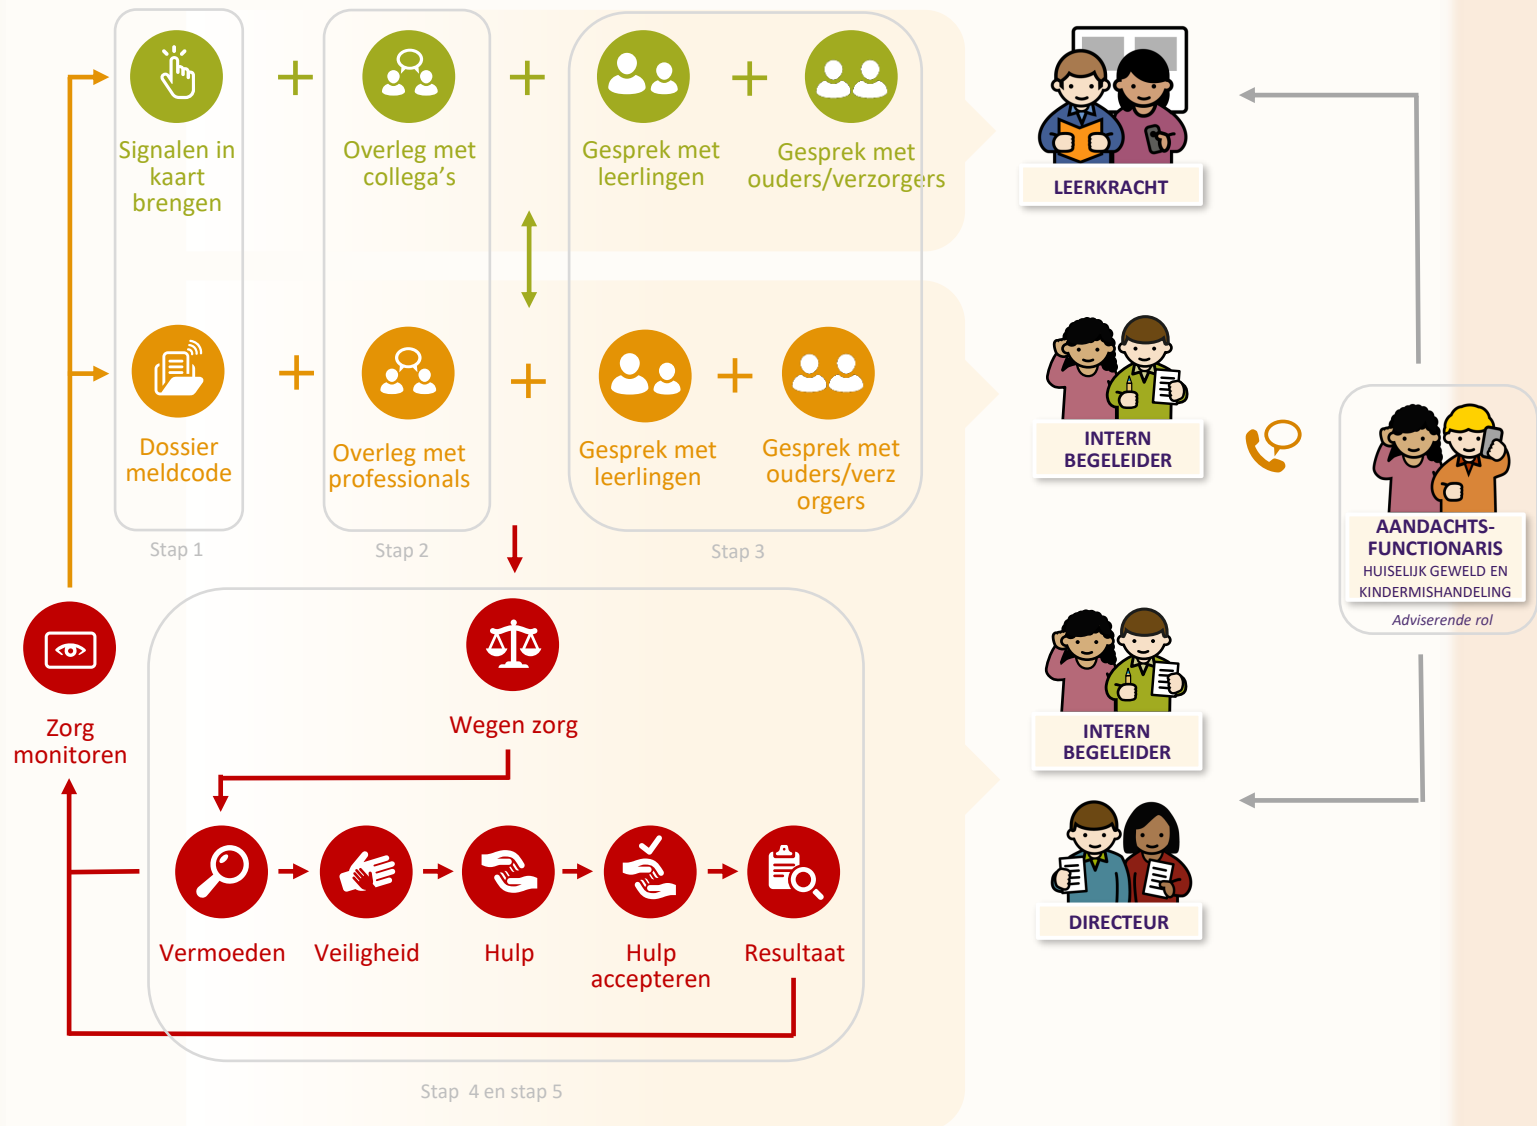 Signalen in
kaart
brengen
Overleg met
collega's
Gesprek met
leerlingen
Gesprek met
ouders/verzorgers
LEERKRACHT
Dossier
meldcode
Overleg met
professionals
Gesprek met
leerlingen
Gesprek met
ouders/verz
orgers
INTERN
BEGELEIDER
Stap 1
Stap 2
Stap 3
AANDACHTS-
FUNCTIONARIS
HUISELIJK GEWELD EN
KINDERMISHANDELING
Adviserende rol
Zorg
monitoren
Wegen zorg
INTERN
BEGELEIDER
Vermoeden
Veiligheid
Hulp
Hulp
accepteren
Resultaat
DIRECTEUR
Stap 4 en stap 5